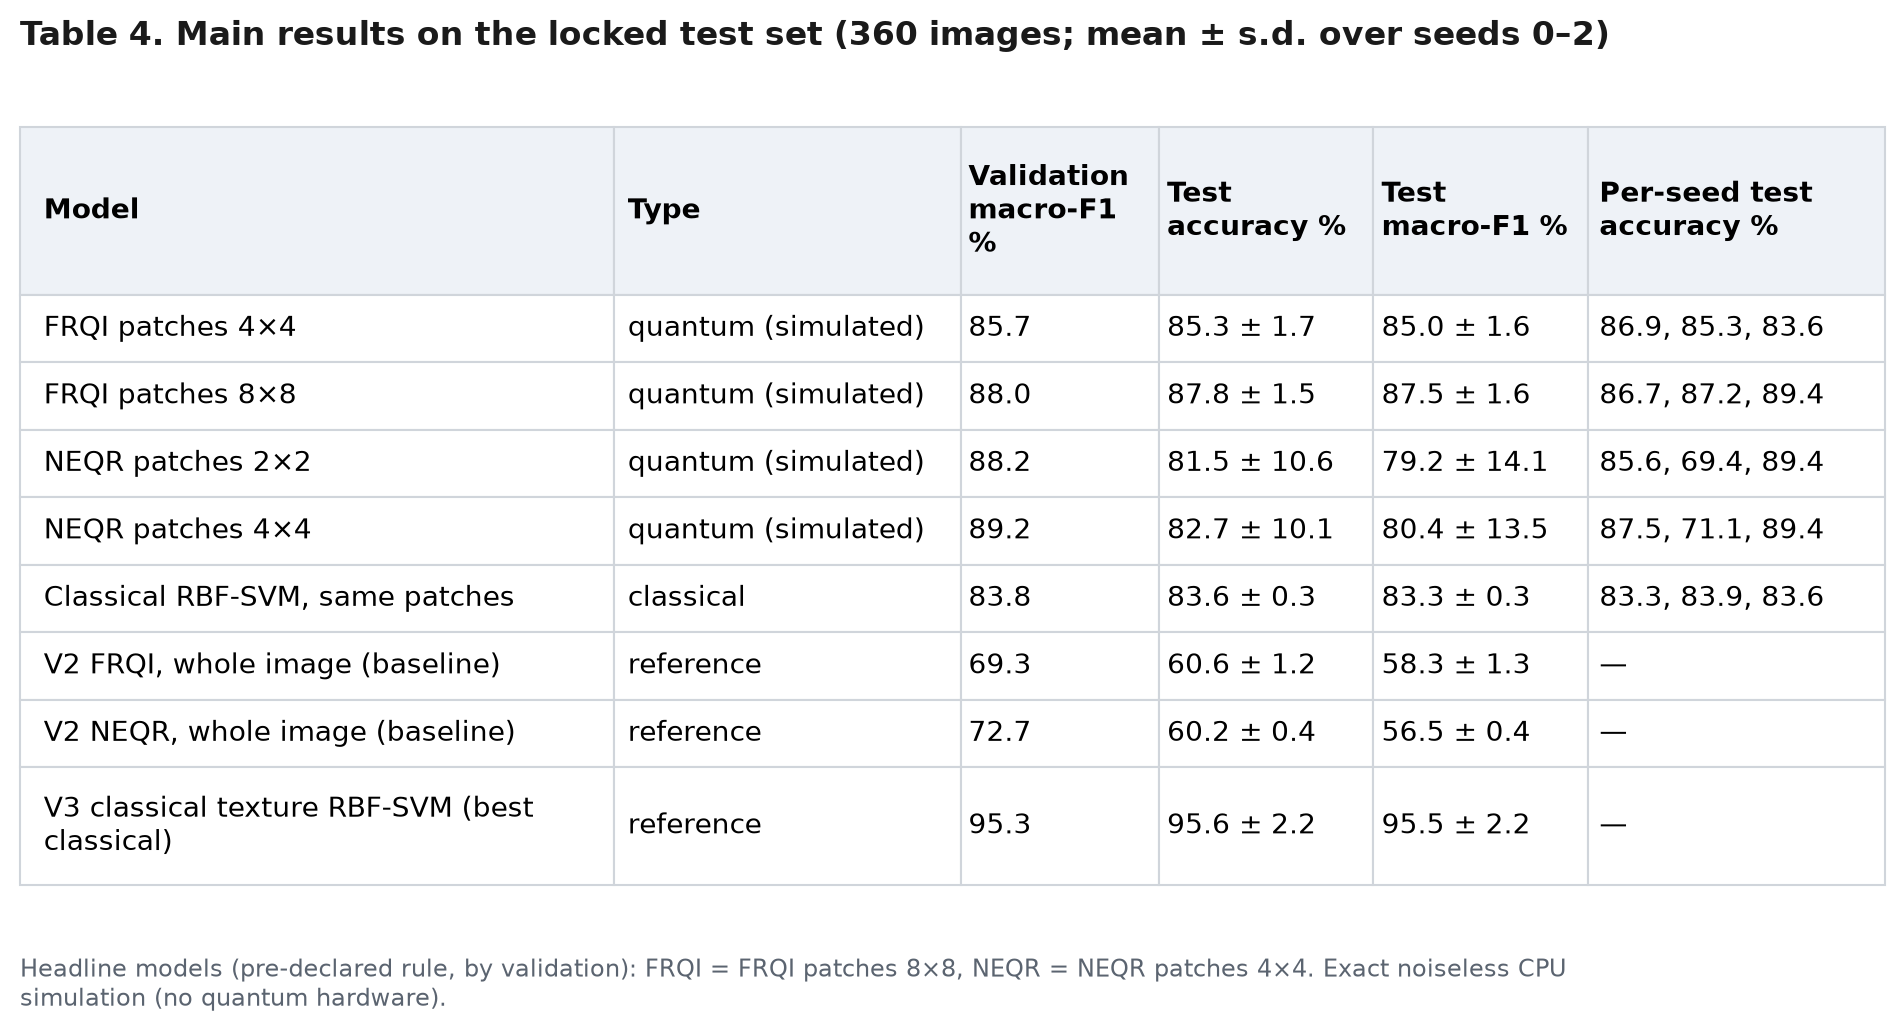 Table 4. Main results on the locked test set (360 images; mean ± s.d. over seeds 0–2)
Model Type Validation macro-F1 % Test accuracy % Test macro-F1 % Per-seed test accuracy %
FRQI patches 4×4 quantum (simulated) 85.7 85.3 ± 1.7 85.0 ± 1.6 86.9, 85.3, 83.6
FRQI patches 8×8 quantum (simulated) 88.0 87.8 ± 1.5 87.5 ± 1.6 86.7, 87.2, 89.4
NEQR patches 2×2 quantum (simulated) 88.2 81.5 ± 10.6 79.2 ± 14.1 85.6, 69.4, 89.4
NEQR patches 4×4 quantum (simulated) 89.2 82.7 ± 10.1 80.4 ± 13.5 87.5, 71.1, 89.4
Classical RBF-SVM, same patches classical 83.8 83.6 ± 0.3 83.3 ± 0.3 83.3, 83.9, 83.6
V2 FRQI, whole image (baseline) reference 69.3 60.6 ± 1.2 58.3 ± 1.3 —
V2 NEQR, whole image (baseline) reference 72.7 60.2 ± 0.4 56.5 ± 0.4 —
V3 classical texture RBF-SVM (best classical) reference 95.3 95.6 ± 2.2 95.5 ± 2.2 —
Headline models (pre-declared rule, by validation): FRQI = FRQI patches 8×8, NEQR = NEQR patches 4×4. Exact noiseless CPU
simulation (no quantum hardware).